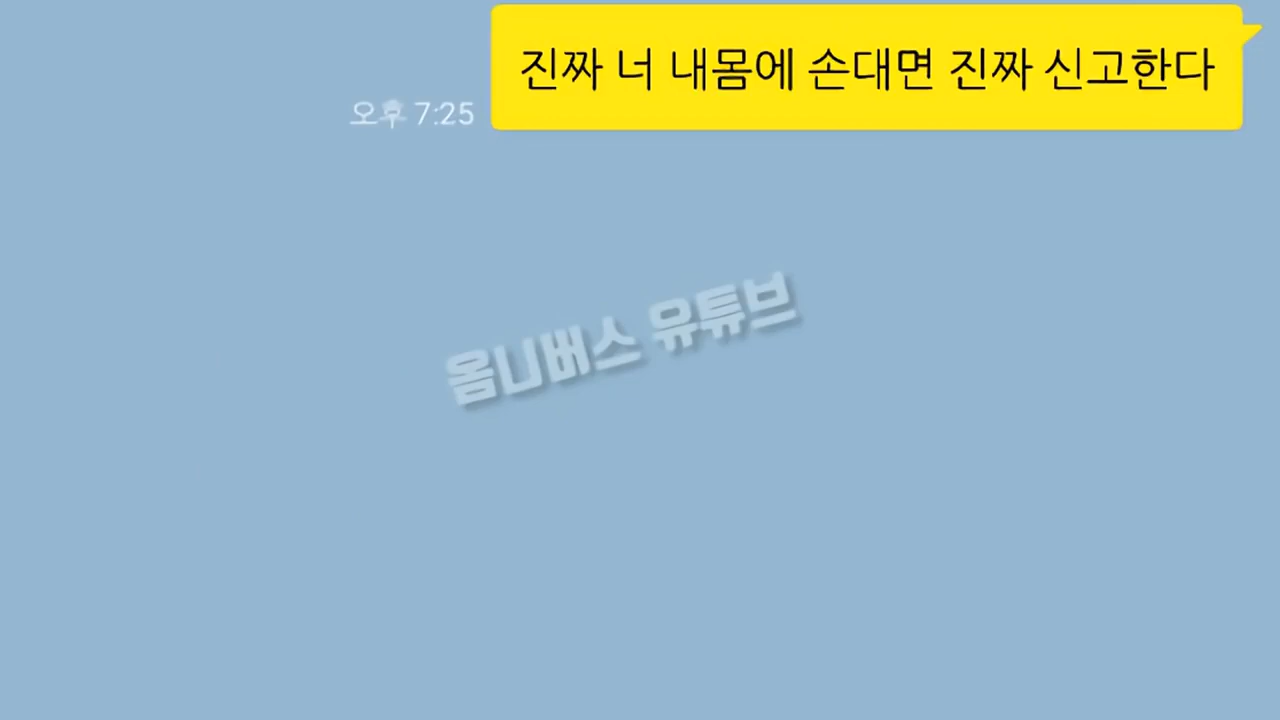 진짜 너 내몸에 손대면 진짜 신고한다
오후 7:25
옴니버스 유튜브